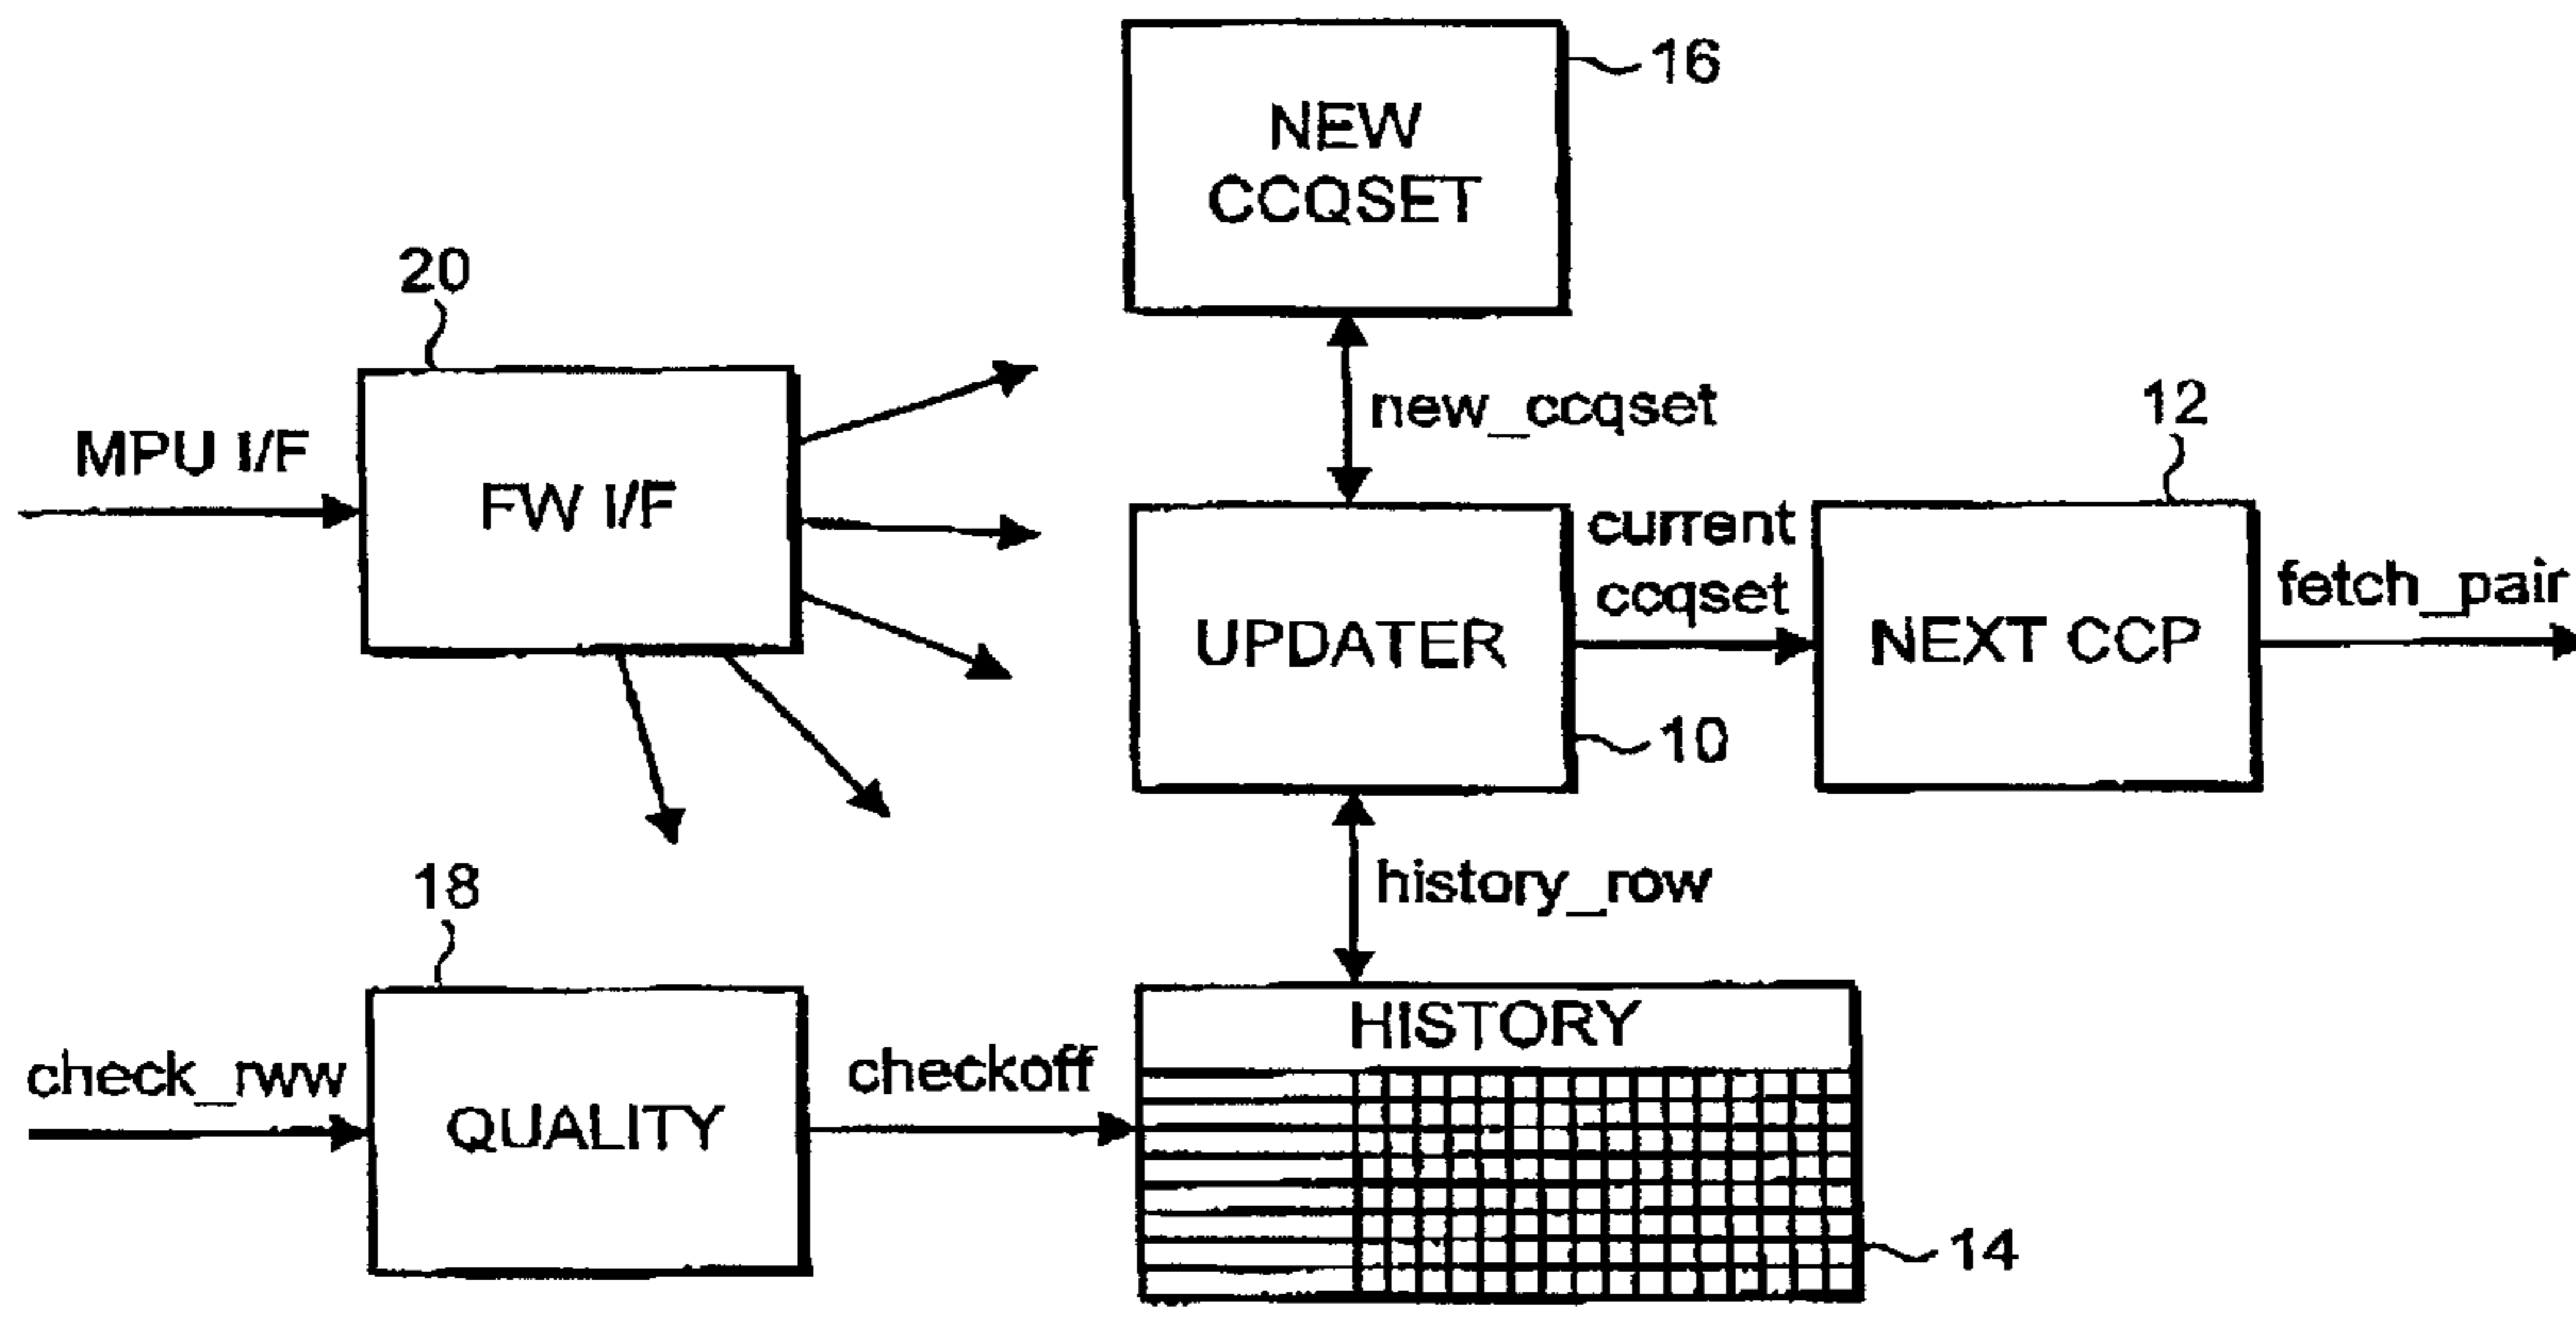 16
NEW
CCQSET
20
MPU I/F
FW I/F
new_ccqset
12
current
ccqset
UPDATER
NEXT CCP
fetch_pair
10
history_row
18
check_rww
QUALITY
checkoff
HISTORY
14